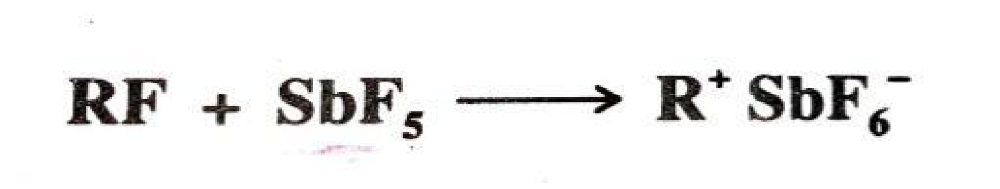 RF + SbF₅ ⟶ R⁺ SbF₆⁻